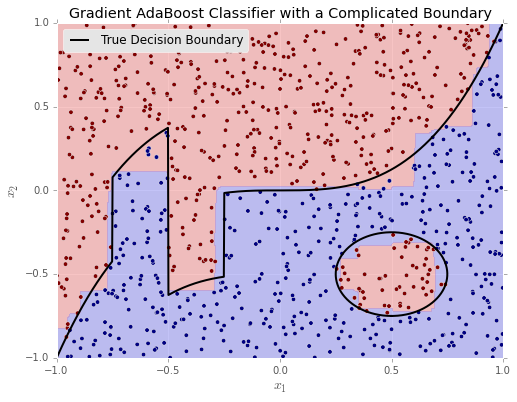 Gradient AdaBoost Classifier with a Complicated Boundary
True Decision Boundary
1.0
0.5
0.0
−0.5
−1.0
x2
−1.0 −0.5 0.0 0.5 1.0
x1